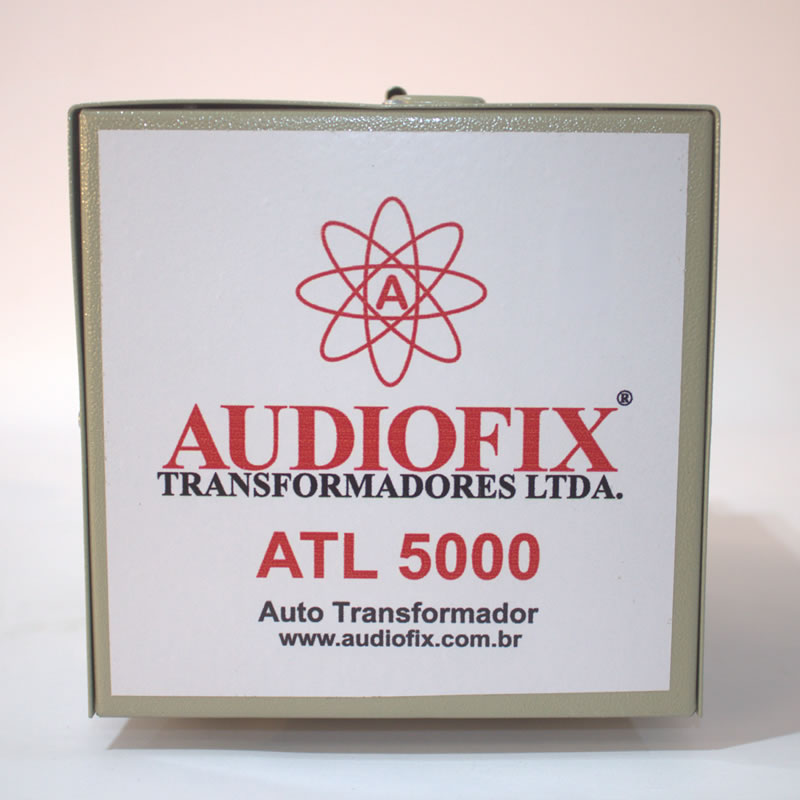 A
AUDIOFIX®
TRANSFORMADORES LTDA.
ATL 5000
Auto Transformador
www.audiofix.com.br